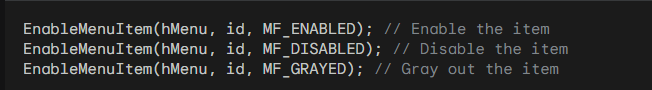 EnableMenuItem(hMenu, id, MF_ENABLED); // Enable the item
EnableMenuItem(hMenu, id, MF_DISABLED); // Disable the item
EnableMenuItem(hMenu, id, MF_GRAYED); // Gray out the item